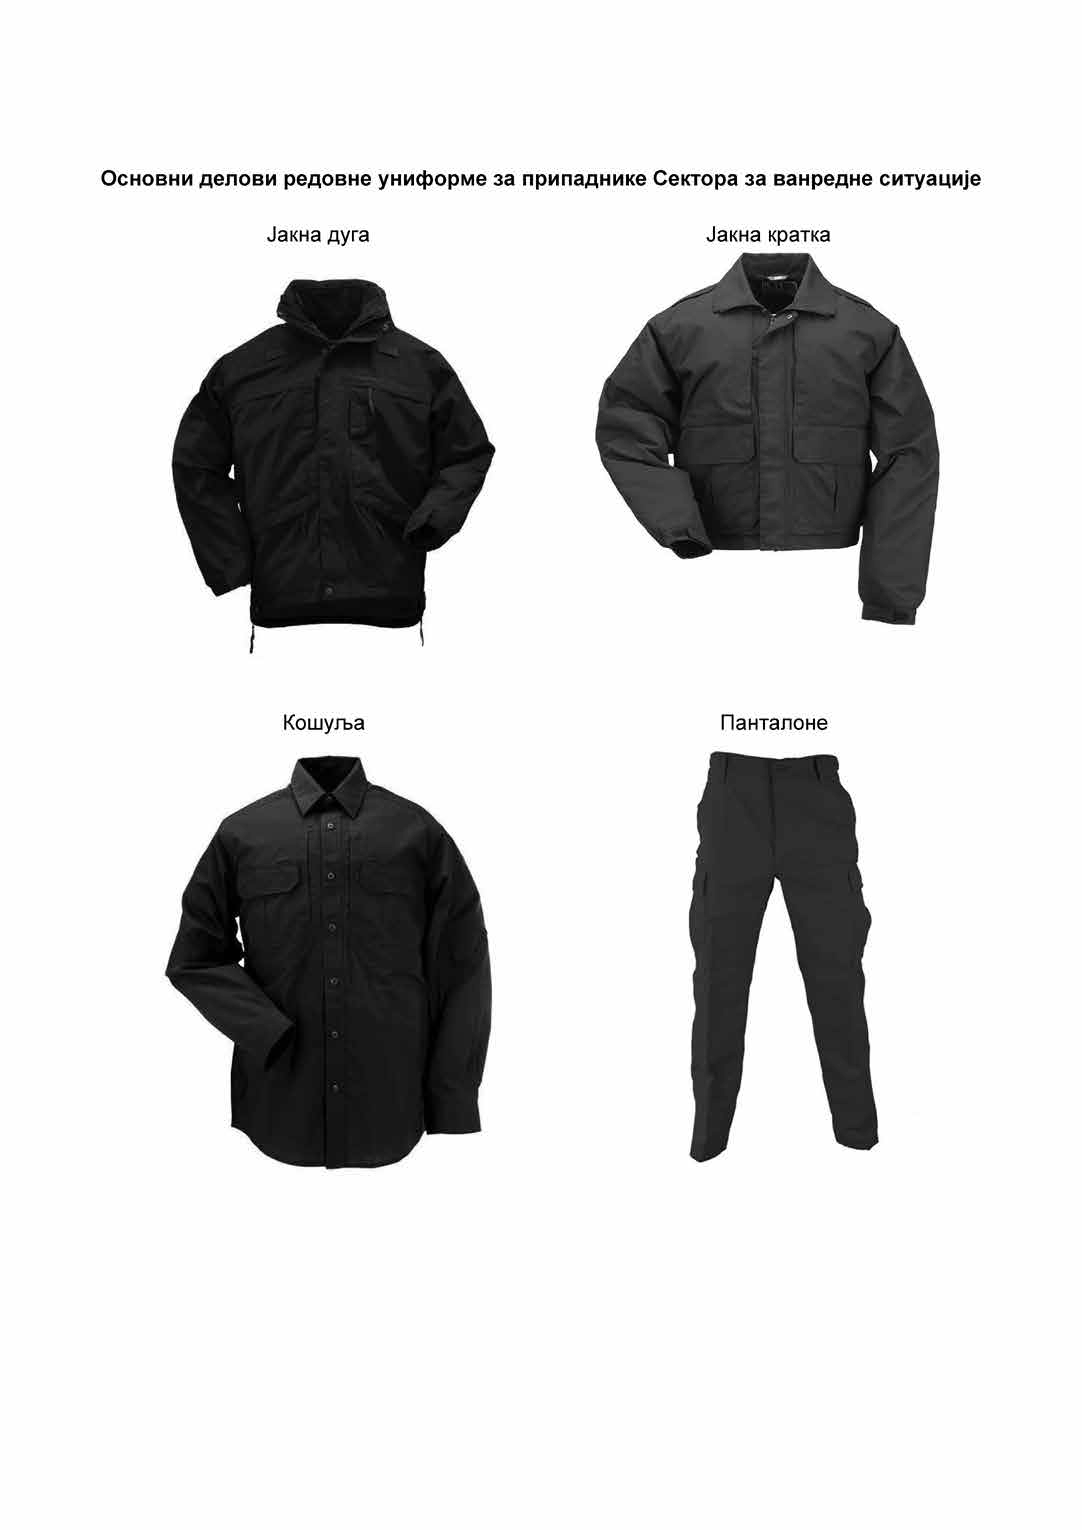 Основни делови редовне униформе за припаднике Сектора за ванредне ситуације
Јакна дуга
Јакна кратка
Кошуља
Панталоне